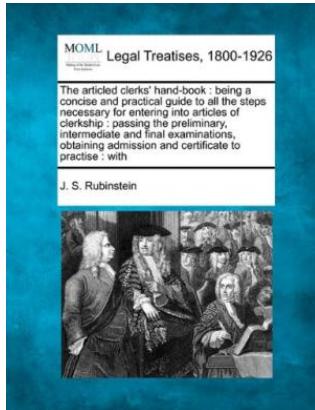 MOML
Legal Treatises, 1800-1926
The articled clerks' hand-book : being a
concise and practical guide to all the steps
necessary for entering into articles of
clerkship : passing the preliminary,
intermediate and final examinations,
obtaining admission and certificate to
practise : with
J. S. Rubinstein